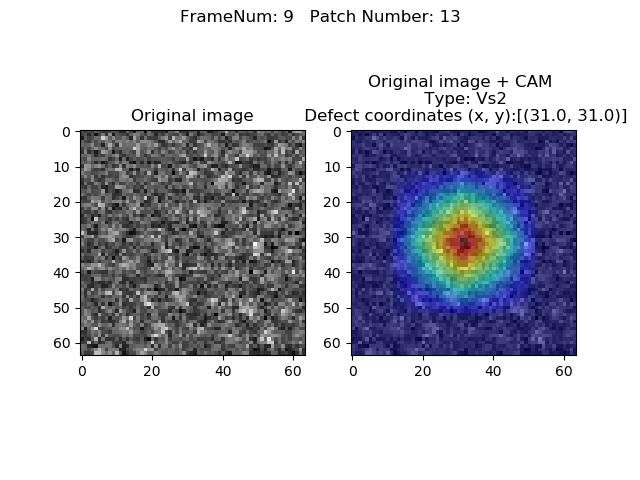 FrameNum: 9   Patch Number: 13
Original image
0
10
20
30
40
50
60
0 20 40 60
Original image + CAM
Type: Vs2
Defect coordinates (x, y):[(31.0, 31.0)]
0
10
20
30
40
50
60
0 20 40 60